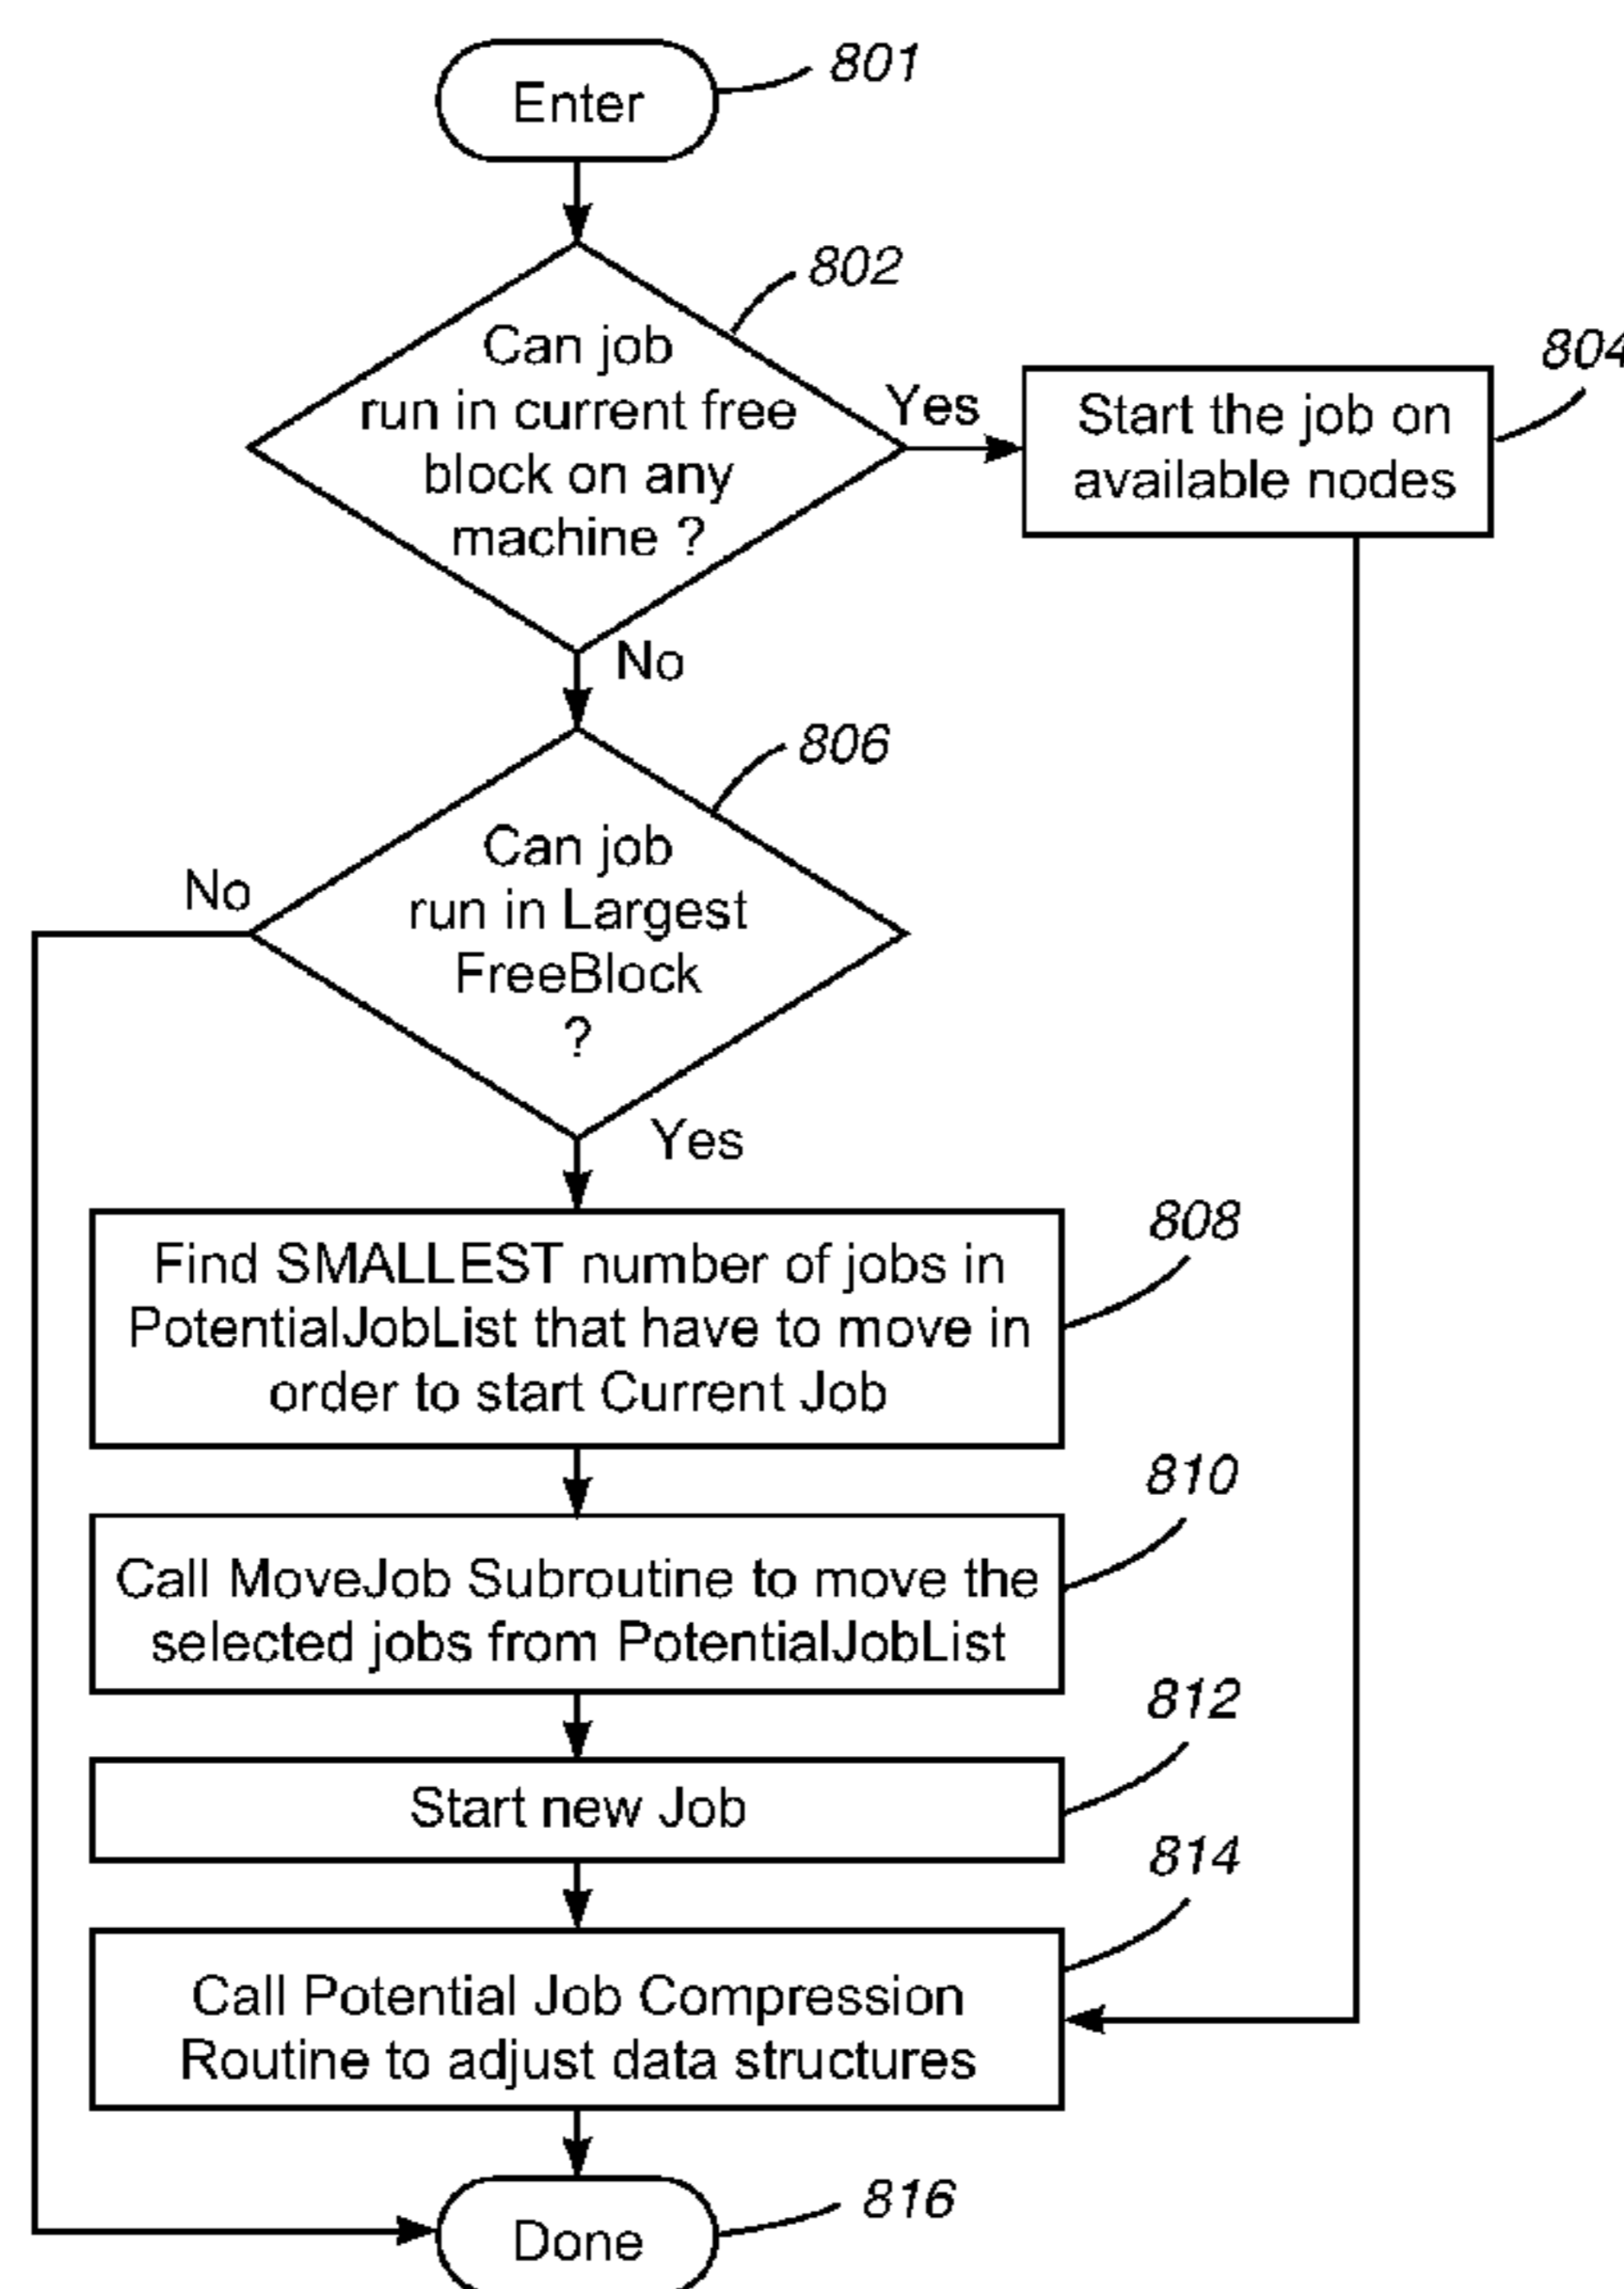 Enter
801
802
Can job
run in current free
block on any
machine ?
Yes
804
Start the job on
available nodes
No
806
Can job
run in Largest
FreeBlock
?
No
Yes
808
Find SMALLEST number of jobs in
PotentialJobList that have to move in
order to start Current Job
810
Call MoveJob Subroutine to move the
selected jobs from PotentialJobList
812
Start new Job
814
Call Potential Job Compression
Routine to adjust data structures
816
Done